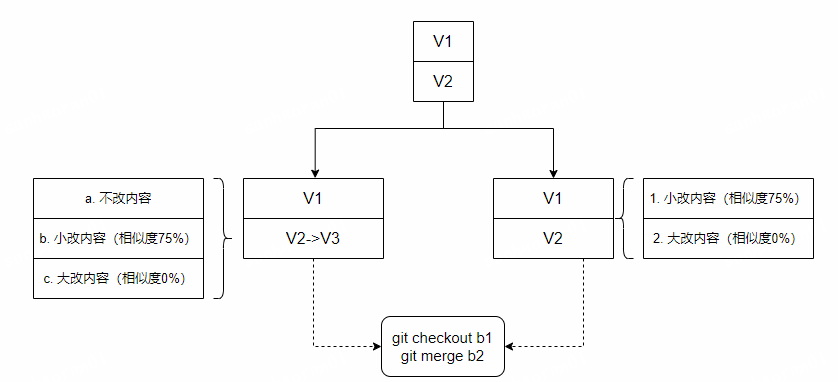 V1
V2
a. 不改内容
b. 小改内容（相似度75%）
c. 大改内容（相似度0%）
V1
V2->V3
V1
V2
1. 小改内容（相似度75%）
2. 大改内容（相似度0%）
git checkout b1
git merge b2